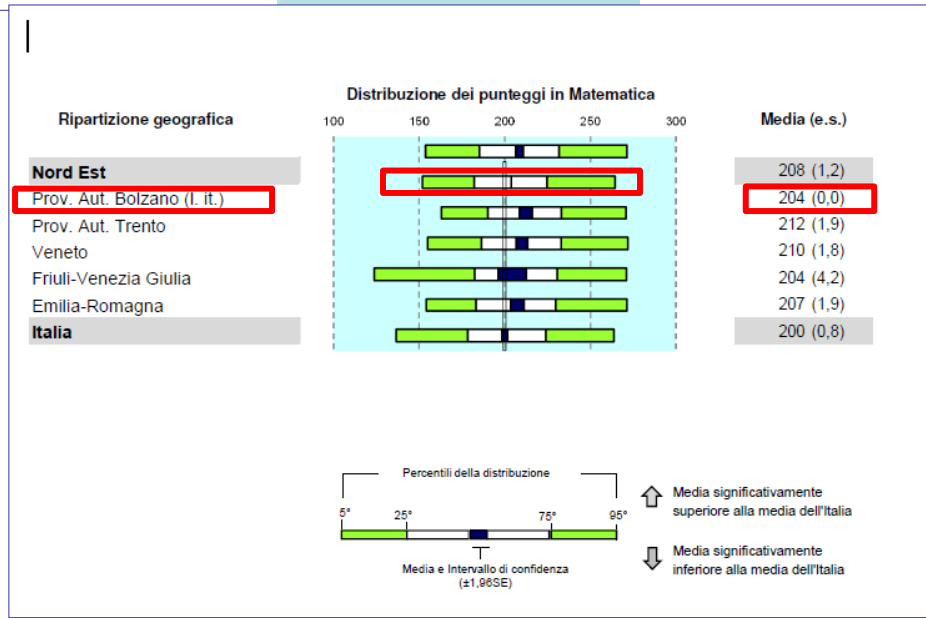 Distribuzione dei punteggi in Matematica
Ripartizione geografica
100 150 200 250 300
Media (e.s.)
Nord Est 208 (1,2)
Prov. Aut. Bolzano (l. it.) 204 (0,0)
Prov. Aut. Trento 212 (1,9)
Veneto 210 (1,8)
Friuli-Venezia Giulia 204 (4,2)
Emilia-Romagna 207 (1,9)
Italia 200 (0,8)
Percentili della distribuzione
5° 25° 75° 95°
Media e Intervallo di confidenza
(±1,96SE)
Media significativamente
superiore alla media dell'Italia
Media significativamente
inferiore alla media dell'Italia